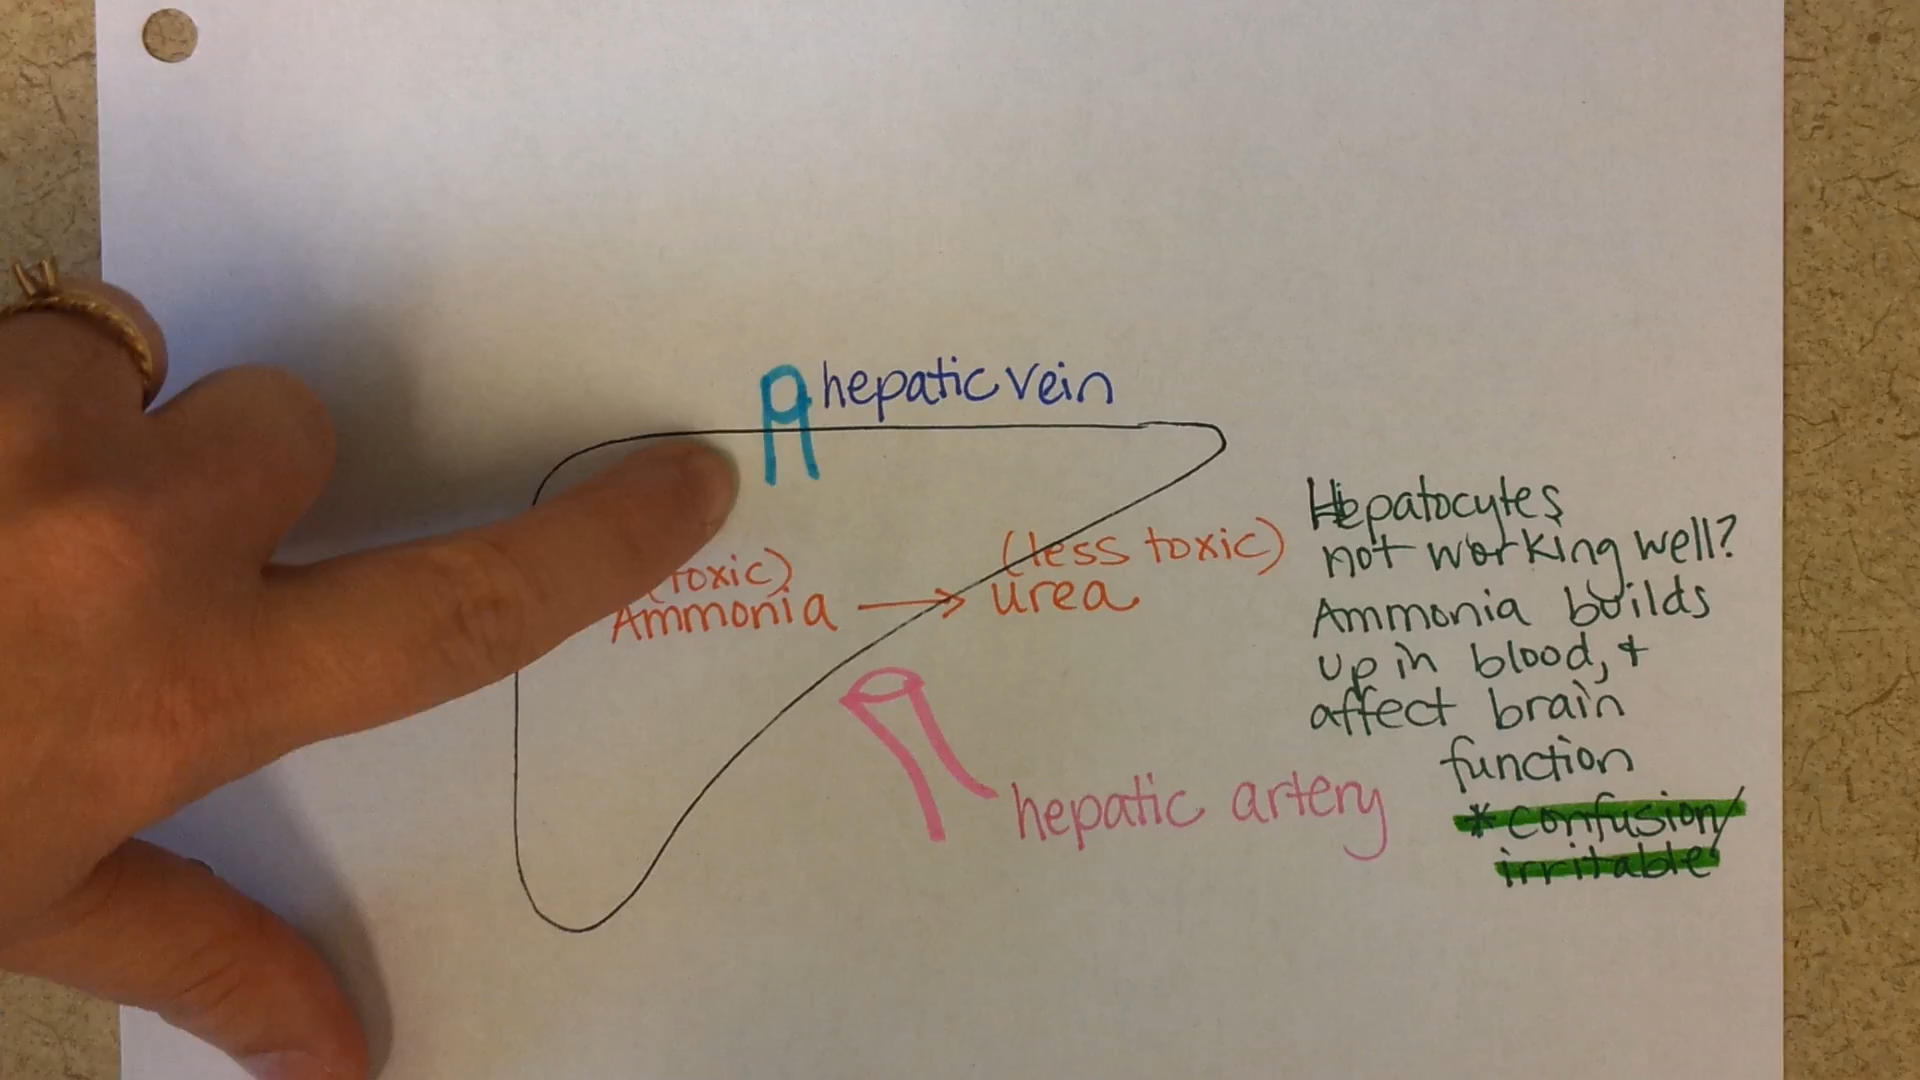 hepatic vein
(toxic)
Ammonia → urea
(less toxic)
hepatic artery
Hepatocytes
not working well?
Ammonia builds
up in blood, +
affect brain
function
* confusion/
irritable